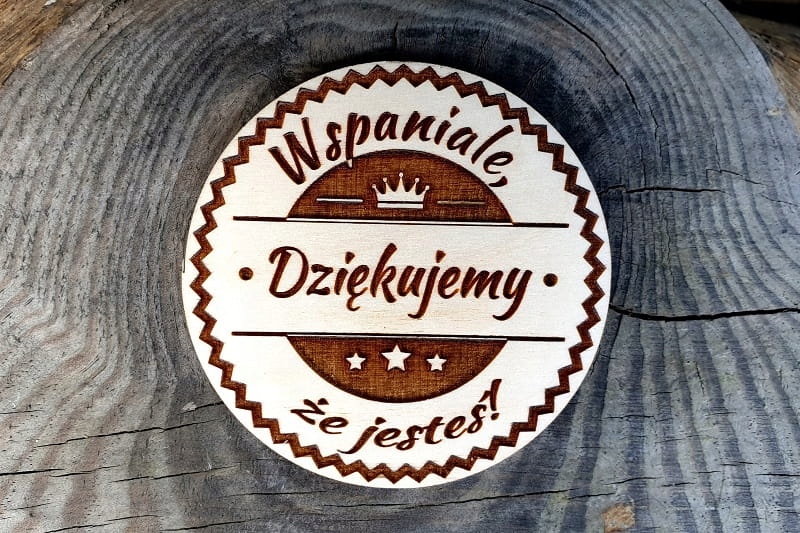 Wspaniale,
Dziękujemy
że jesteś!